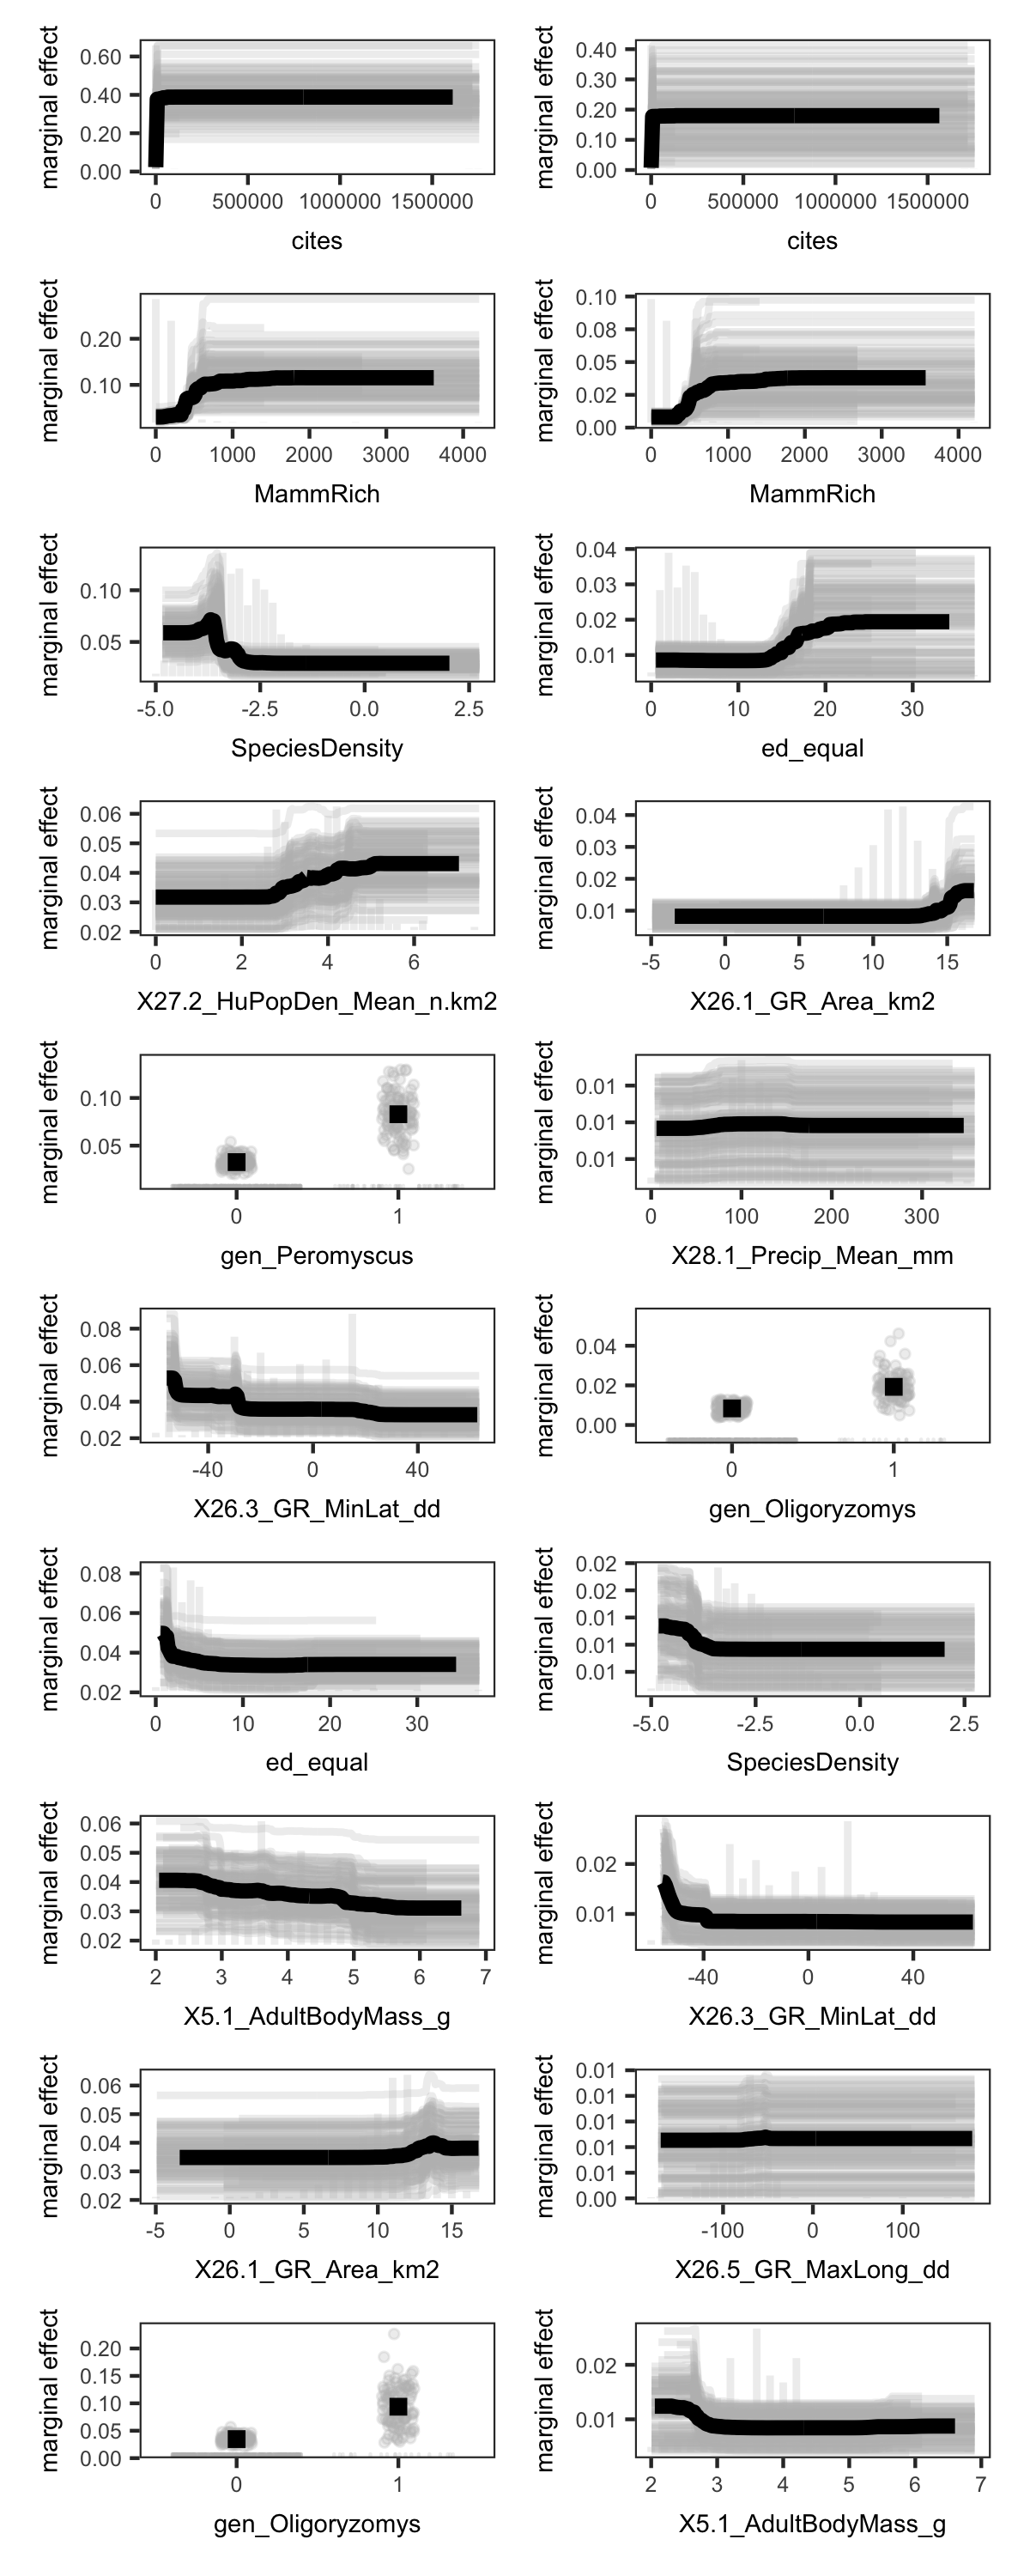 marginal effect
0.60
0.40
0.20
0.00
0 500000 1000000 1500000
cites
marginal effect
0.40
0.30
0.20
0.10
0.00
0 500000 1000000 1500000
cites
marginal effect
0.20
0.10
0 1000 2000 3000 4000
MammRich
marginal effect
0.10
0.08
0.05
0.02
0.00
0 1000 2000 3000 4000
MammRich
marginal effect
0.10
0.05
-5.0 -2.5 0.0 2.5
SpeciesDensity
marginal effect
0.04
0.03
0.02
0.01
0 10 20 30
ed_equal
marginal effect
0.06
0.05
0.04
0.03
0.02
0 2 4 6
X27.2_HuPopDen_Mean_n.km2
marginal effect
0.04
0.03
0.02
0.01
-5 0 5 10 15
X26.1_GR_Area_km2
marginal effect
0.10
0.05
0 1
gen_Peromyscus
marginal effect
0.01
0.01
0.01
0 100 200 300
X28.1_Precip_Mean_mm
marginal effect
0.08
0.06
0.04
0.02
-40 0 40
X26.3_GR_MinLat_dd
marginal effect
0.04
0.02
0.00
0 1
gen_Oligoryzomys
marginal effect
0.08
0.06
0.04
0.02
0 10 20 30
ed_equal
marginal effect
0.02
0.02
0.01
0.01
0.01
-5.0 -2.5 0.0 2.5
SpeciesDensity
marginal effect
0.06
0.05
0.04
0.03
0.02
2 3 4 5 6 7
X5.1_AdultBodyMass_g
marginal effect
0.02
0.01
-40 0 40
X26.3_GR_MinLat_dd
marginal effect
0.06
0.05
0.04
0.03
0.02
-5 0 5 10 15
X26.1_GR_Area_km2
marginal effect
0.01
0.01
0.01
0.01
0.01
0.00
-100 0 100
X26.5_GR_MaxLong_dd
marginal effect
0.20
0.15
0.10
0.05
0.00
0 1
gen_Oligoryzomys
marginal effect
0.02
0.01
2 3 4 5 6 7
X5.1_AdultBodyMass_g